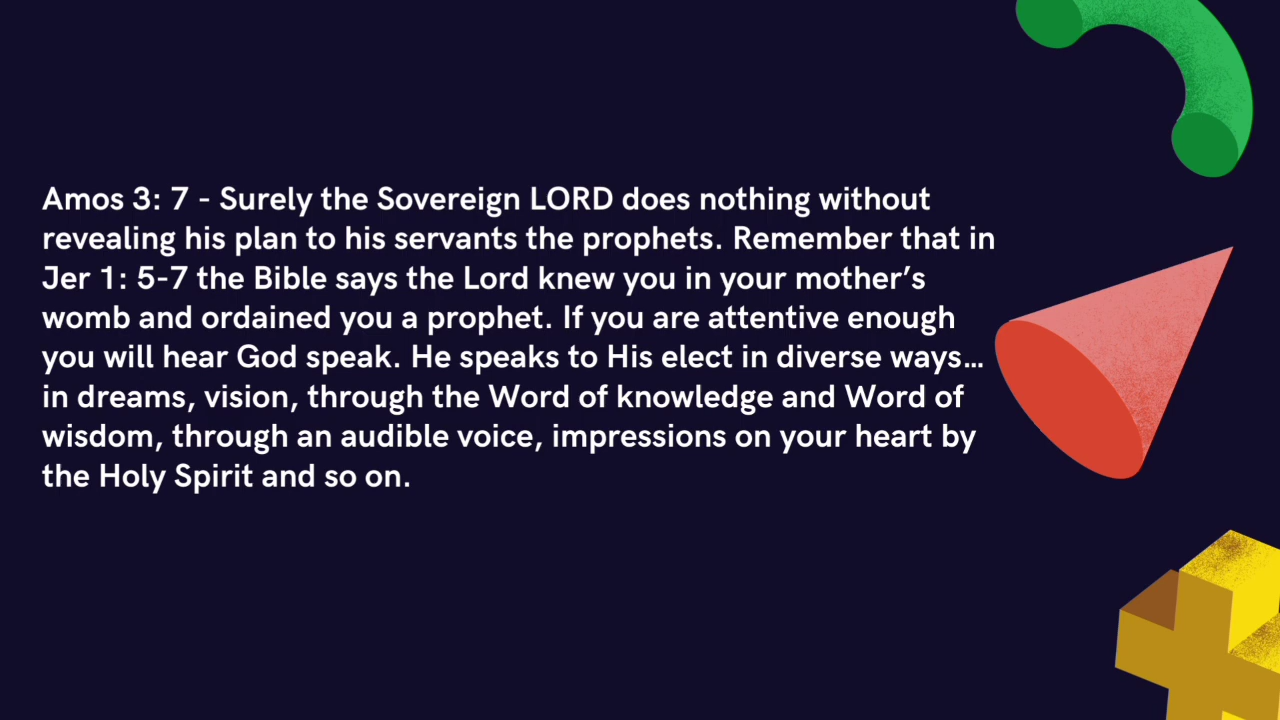 Amos 3: 7 - Surely the Sovereign LORD does nothing without
revealing his plan to his servants the prophets. Remember that in
Jer 1: 5-7 the Bible says the Lord knew you in your mother’s
womb and ordained you a prophet. If you are attentive enough
you will hear God speak. He speaks to His elect in diverse ways...
in dreams, vision, through the Word of knowledge and Word of
wisdom, through an audible voice, impressions on your heart by
the Holy Spirit and so on.